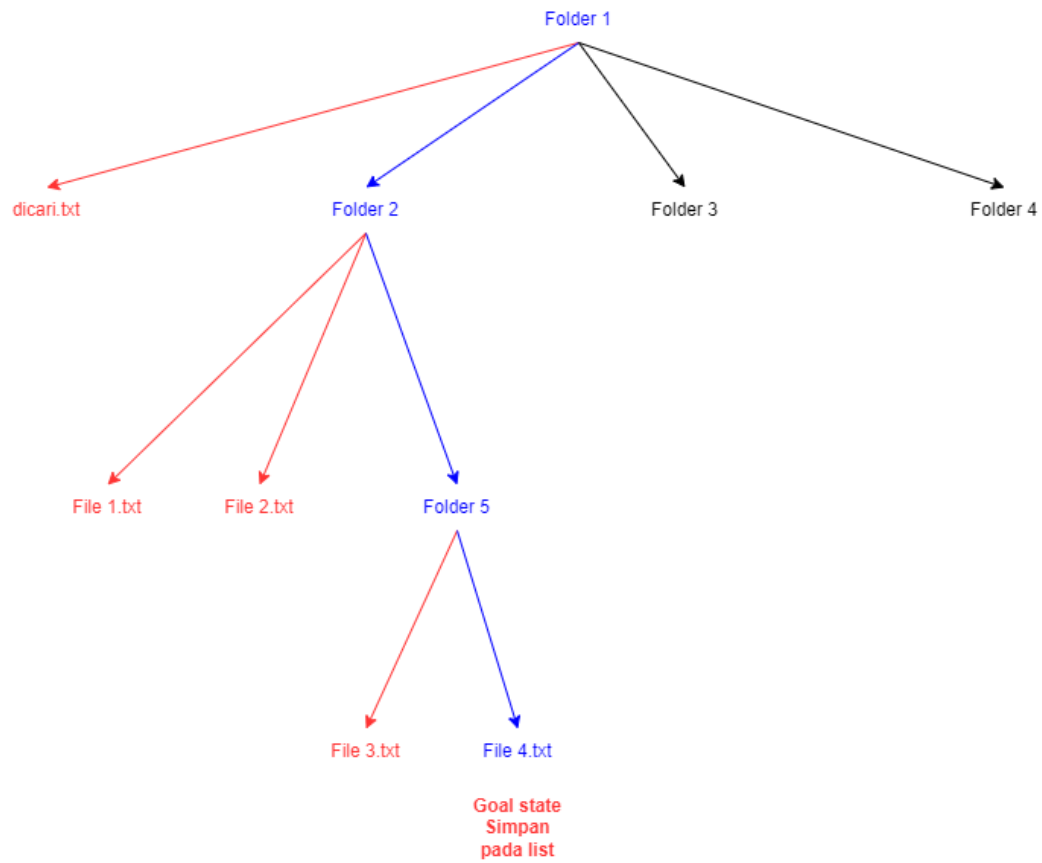 Folder 1
dicari.txt
Folder 2
Folder 3
Folder 4
File 1.txt
File 2.txt
Folder 5
File 3.txt
File 4.txt
Goal state
Simpan
pada list